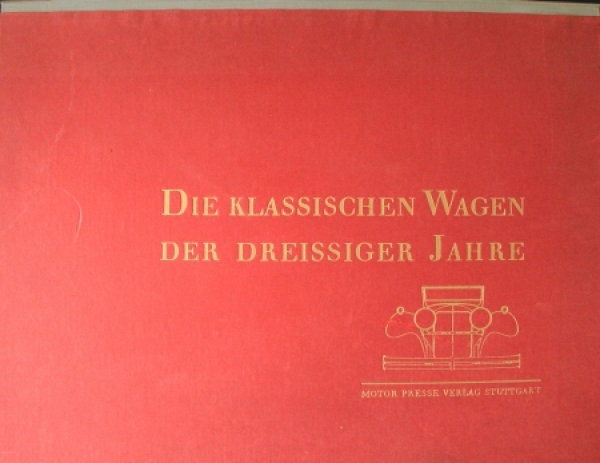 DIE KLASSISCHEN WAGEN
DER DREISSIGER JAHRE
MOTOR PRESSE VERLAG STUTTGART